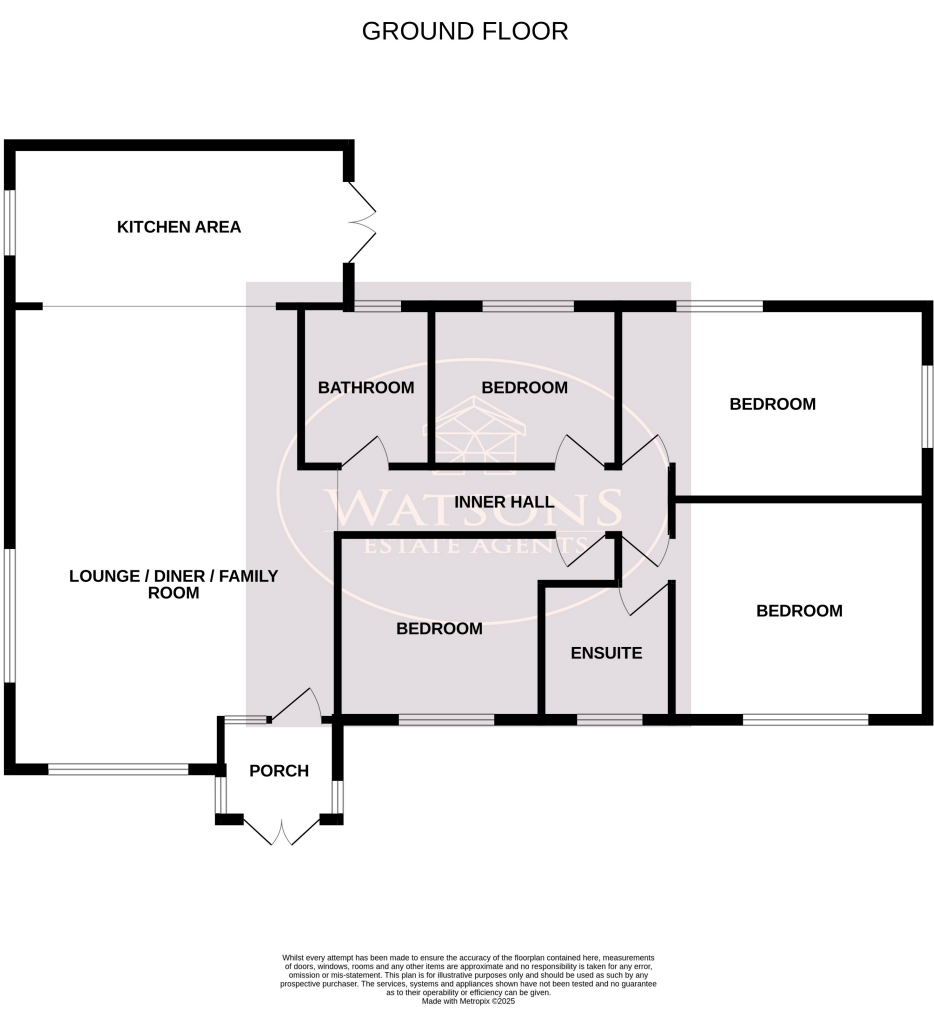 GROUND FLOOR
KITCHEN AREA
BATHROOM
BEDROOM
BEDROOM
INNER HALL
WATSONS
ESTATE AGENTS
LOUNGE / DINER / FAMILY
ROOM
BEDROOM
ENSUITE
BEDROOM
PORCH
Whilst every attempt has been made to ensure the accuracy of the floorplan contained here, measurements
of doors, windows, rooms and any other items are approximate and no responsibility is taken for any error,
omission or mis-statement. This plan is for illustrative purposes only and should be used as such by any
prospective purchaser. The services, systems and appliances shown have not been tested and no guarantee
as to their operability or efficiency can be given.
Made with Metropix ©2025